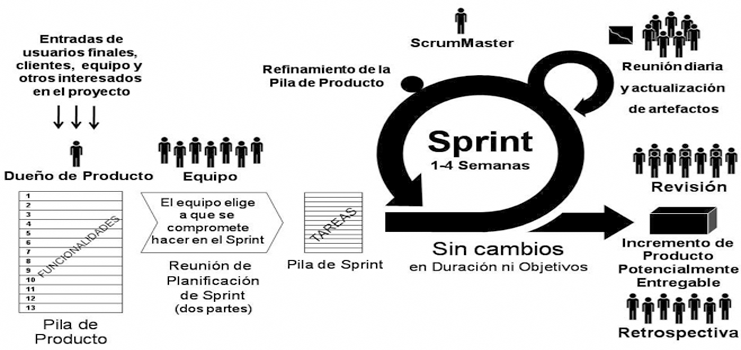 Entradas de
usuarios finales,
clientes, equipo y
otros interesados
en el proyecto
Dueño de Producto
1
2
3
4
5
6
7
8
9
10
11
12
13
FUNCIONALIDADES
Pila de
Producto
Equipo
El equipo elige
a que se
compromete
hacer en el Sprint
Reunión de
Planificación
de Sprint
(dos partes)
TAREAS
Pila de Sprint
ScrumMaster
Refinamiento de la
Pila de Producto
Sprint
1-4 Semanas
Sin cambios
en Duración ni Objetivos
Reunión diaria
y actualización
de artefactos
Revisión
Incremento de
Producto
Potencialmente
Entregable
Retrospectiva